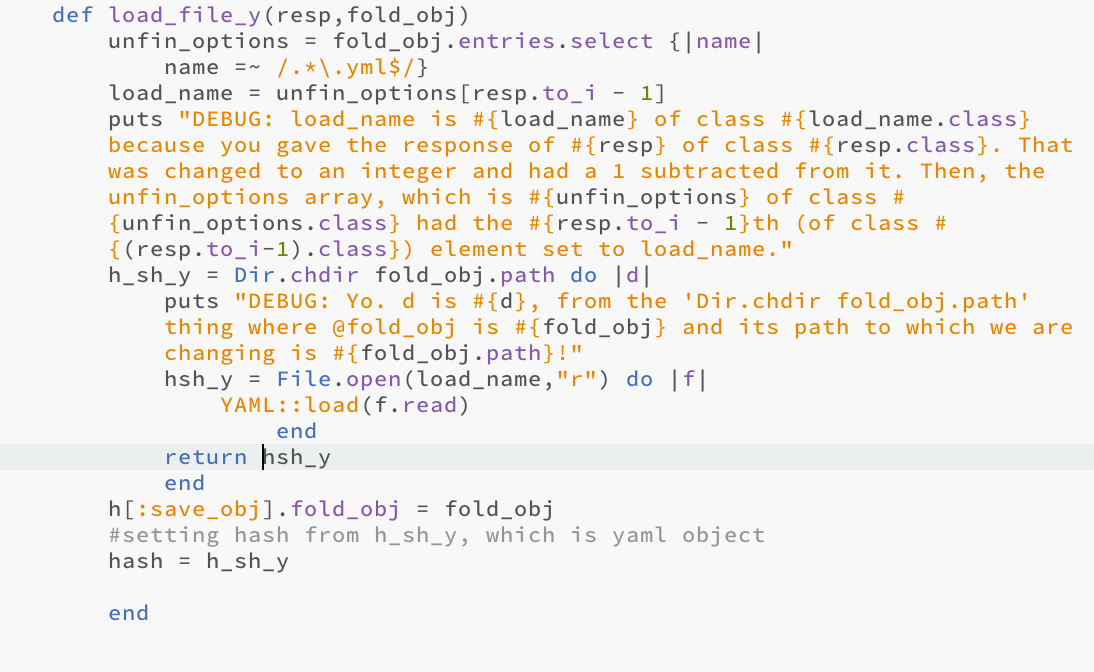 def load_file_y(resp,fold_obj)
unfin_options = fold_obj.entries.select {|name|
name =~ /.*\.yml$/}
load_name = unfin_options[resp.to_i - 1]
puts "DEBUG: load_name is #{load_name} of class #{load_name.class}
because you gave the response of #{resp} of class #{resp.class}. That
was changed to an integer and had a 1 subtracted from it. Then, the
unfin_options array, which is #{unfin_options} of class #
{unfin_options.class} had the #{resp.to_i - 1}th (of class #
{(resp.to_i-1).class}) element set to load_name."
h_sh_y = Dir.chdir fold_obj.path do |d|
puts "DEBUG: Yo. d is #{d}, from the 'Dir.chdir fold_obj.path'
thing where @fold_obj is #{fold_obj} and its path to which we are
changing is #{fold_obj.path}!"
hsh_y = File.open(load_name,"r") do |f|
YAML::load(f.read)
end
return hsh_y
end
h[:save_obj].fold_obj = fold_obj
#setting hash from h_sh_y, which is yaml object
hash = h_sh_y
end